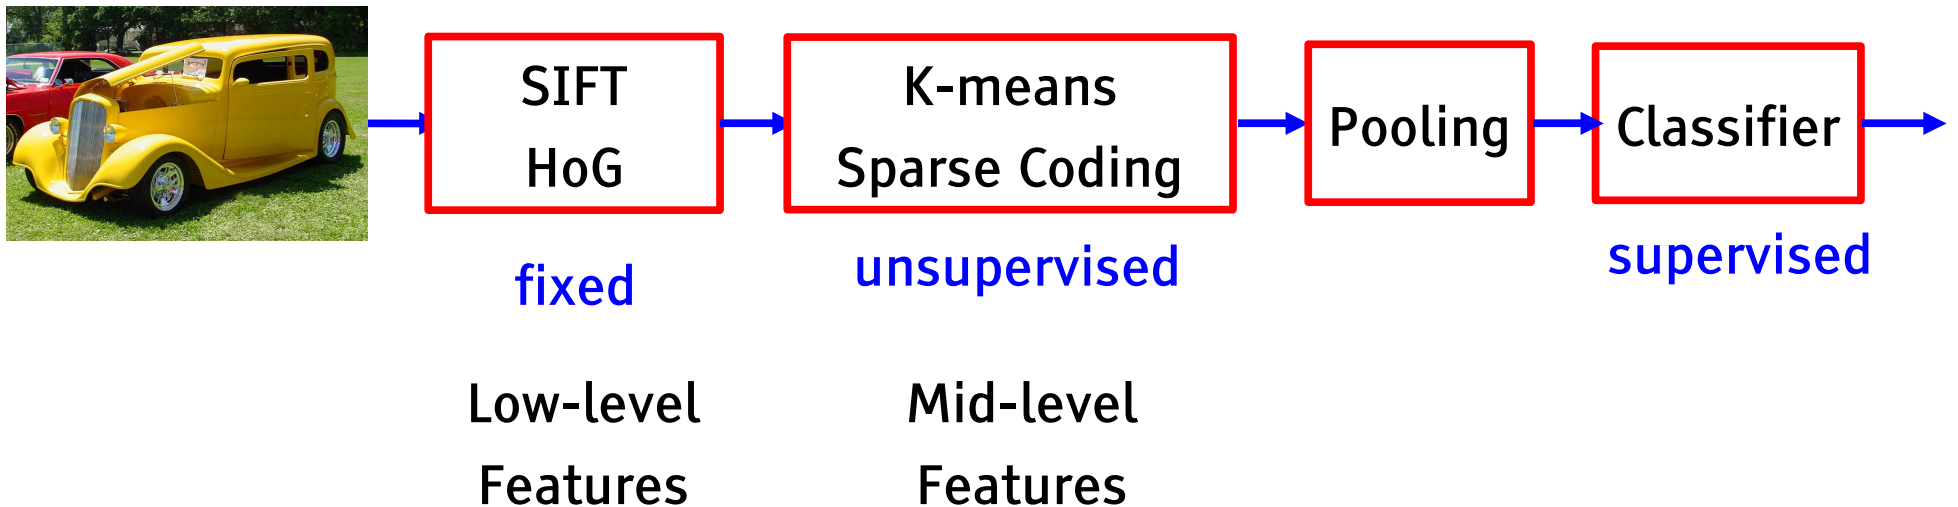 SIFT
HoG
K-means
Sparse Coding
Pooling
Classifier
fixed
unsupervised
supervised
Low-level
Features
Mid-level
Features